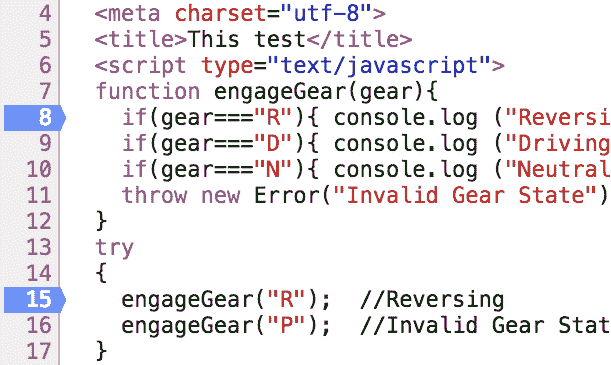 4 <meta charset="utf-8">
5 <title>This test</title>
6 <script type="text/javascript">
7 function engageGear(gear){
8 if(gear==="R"){ console.log ("Reversi
9 if(gear==="D"){ console.log ("Driving
10 if(gear==="N"){ console.log ("Neutral
11 throw new Error("Invalid Gear State")
12 }
13 try
14 {
15 engageGear("R"); //Reversing
16 engageGear("P"); //Invalid Gear Stat
17 }